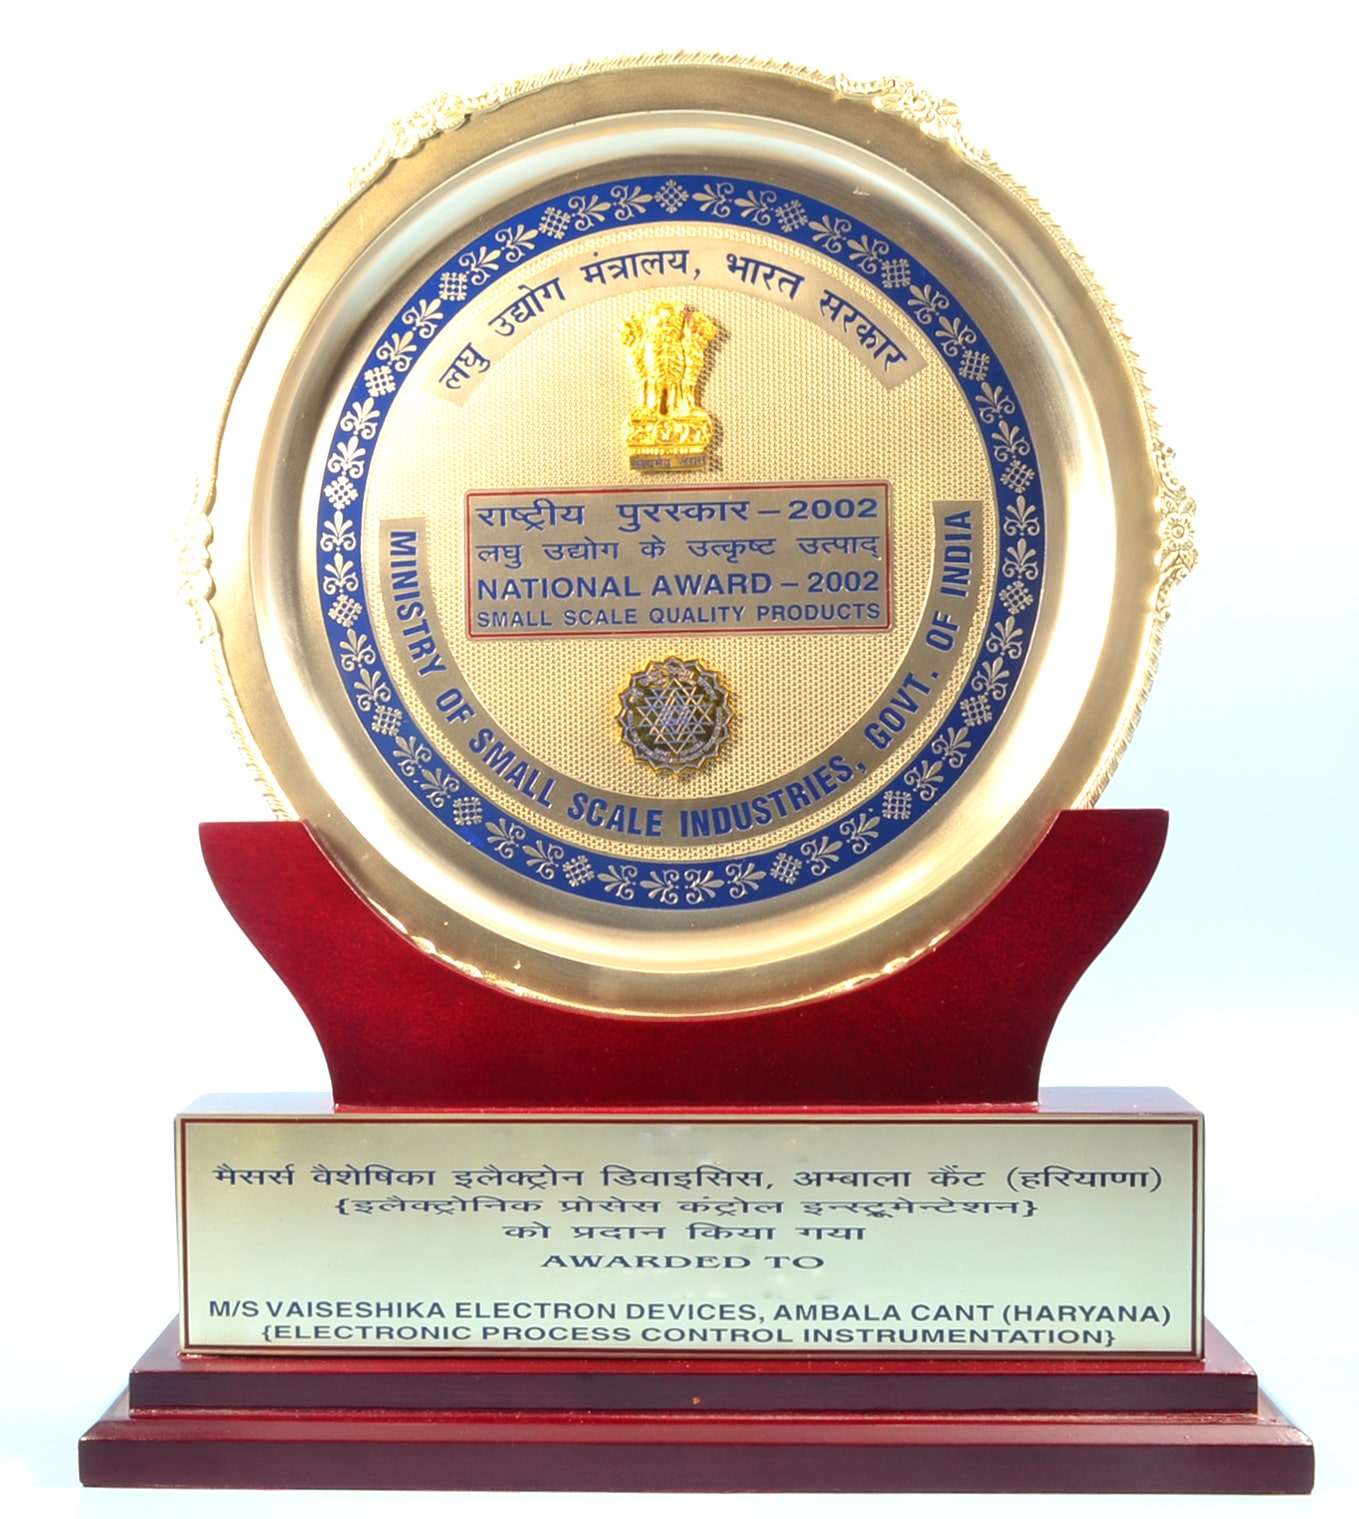 लघु उद्योग मंत्रालय, भारत सरकार
राष्ट्रीय पुरस्कार – 2002
लघु उद्योग के उत्कृष्ट उत्पाद्
NATIONAL AWARD – 2002
SMALL SCALE QUALITY PRODUCTS
MINISTRY OF SMALL SCALE INDUSTRIES, GOVT. OF INDIA
मैसर्स वैशेषिका इलैक्ट्रोन डिवाइसिस, अम्बाला कैंट (हरियाणा)
{इलैक्ट्रोनिक प्रोसेस कंट्रोल इन्स्ट्रूमेन्टेशन}
को प्रदान किया गया
AWARDED TO
M/S VAISESHIKA ELECTRON DEVICES, AMBALA CANT (HARYANA)
{ELECTRONIC PROCESS CONTROL INSTRUMENTATION}